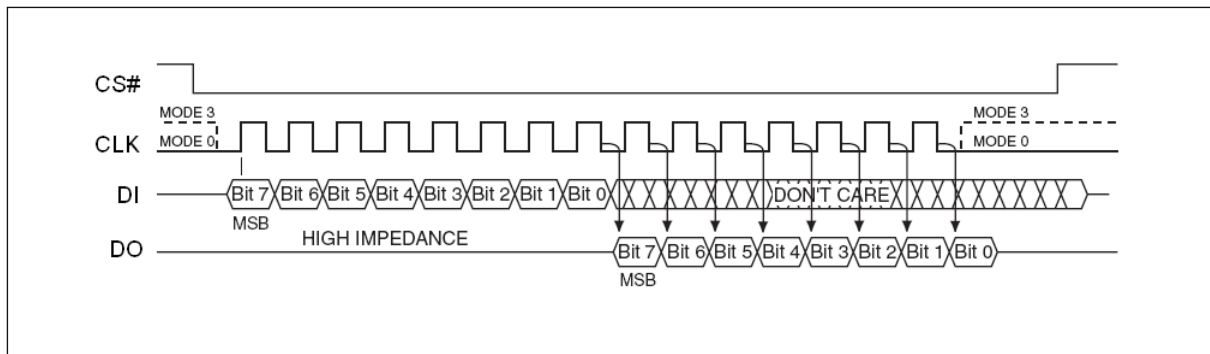 CS#
MODE 3
MODE 3
CLK
MODE 0
MODE 0
DI
Bit 7
Bit 6
Bit 5
Bit 4
Bit 3
Bit 2
Bit 1
Bit 0
DON'T CARE
MSB
HIGH IMPEDANCE
DO
Bit 7
Bit 6
Bit 5
Bit 4
Bit 3
Bit 2
Bit 1
Bit 0
MSB